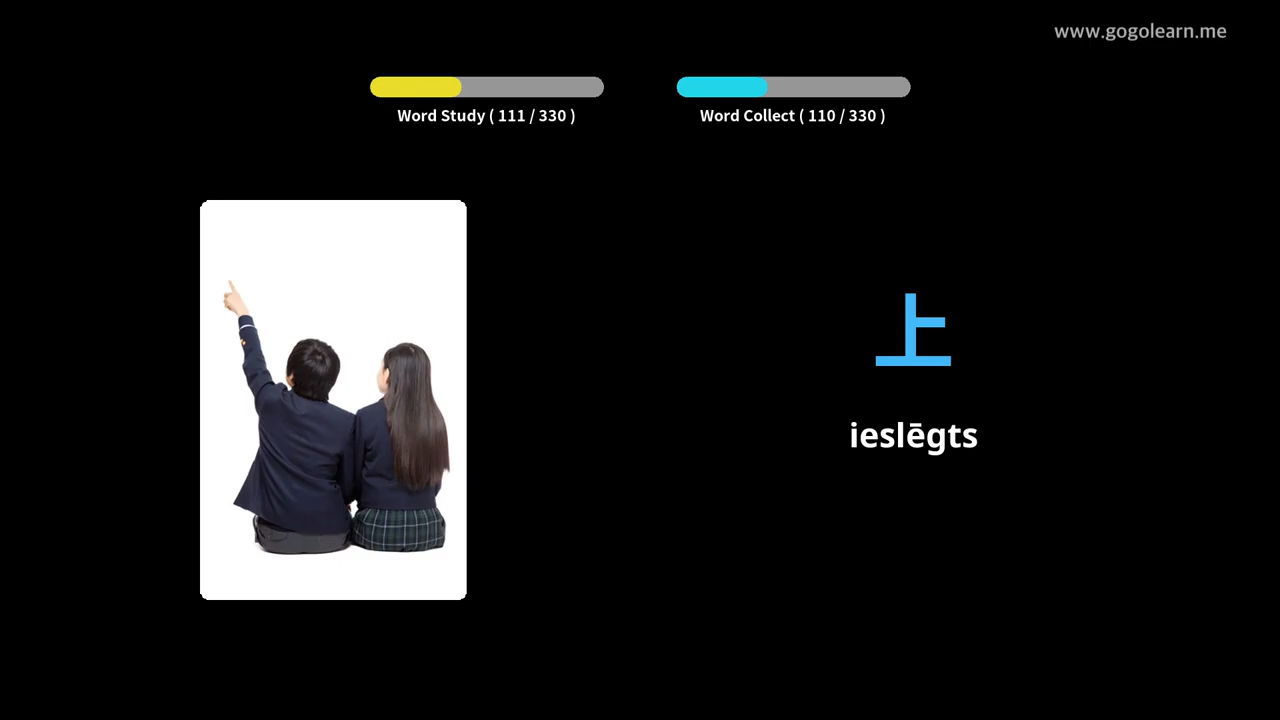 www.gogolearn.me
Word Study ( 111 / 330 )
Word Collect ( 110 / 330 )
上
ieslēgts